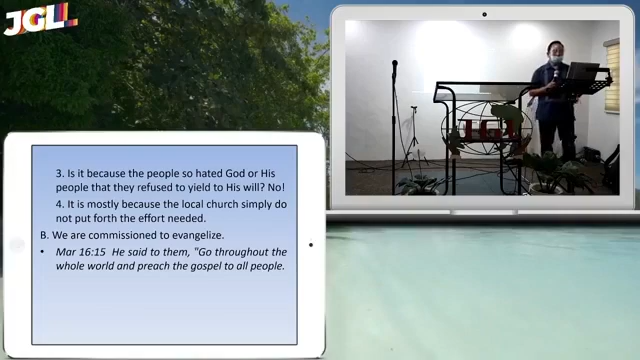 JGL
3. Is it because the people so hated God or His
people that they refused to yield to His will? No!
4. It is mostly because the local church simply do
not put forth the effort needed.
B. We are commissioned to evangelize.
• Mar 16:15 He said to them, "Go throughout the
whole world and preach the gospel to all people.
JGL